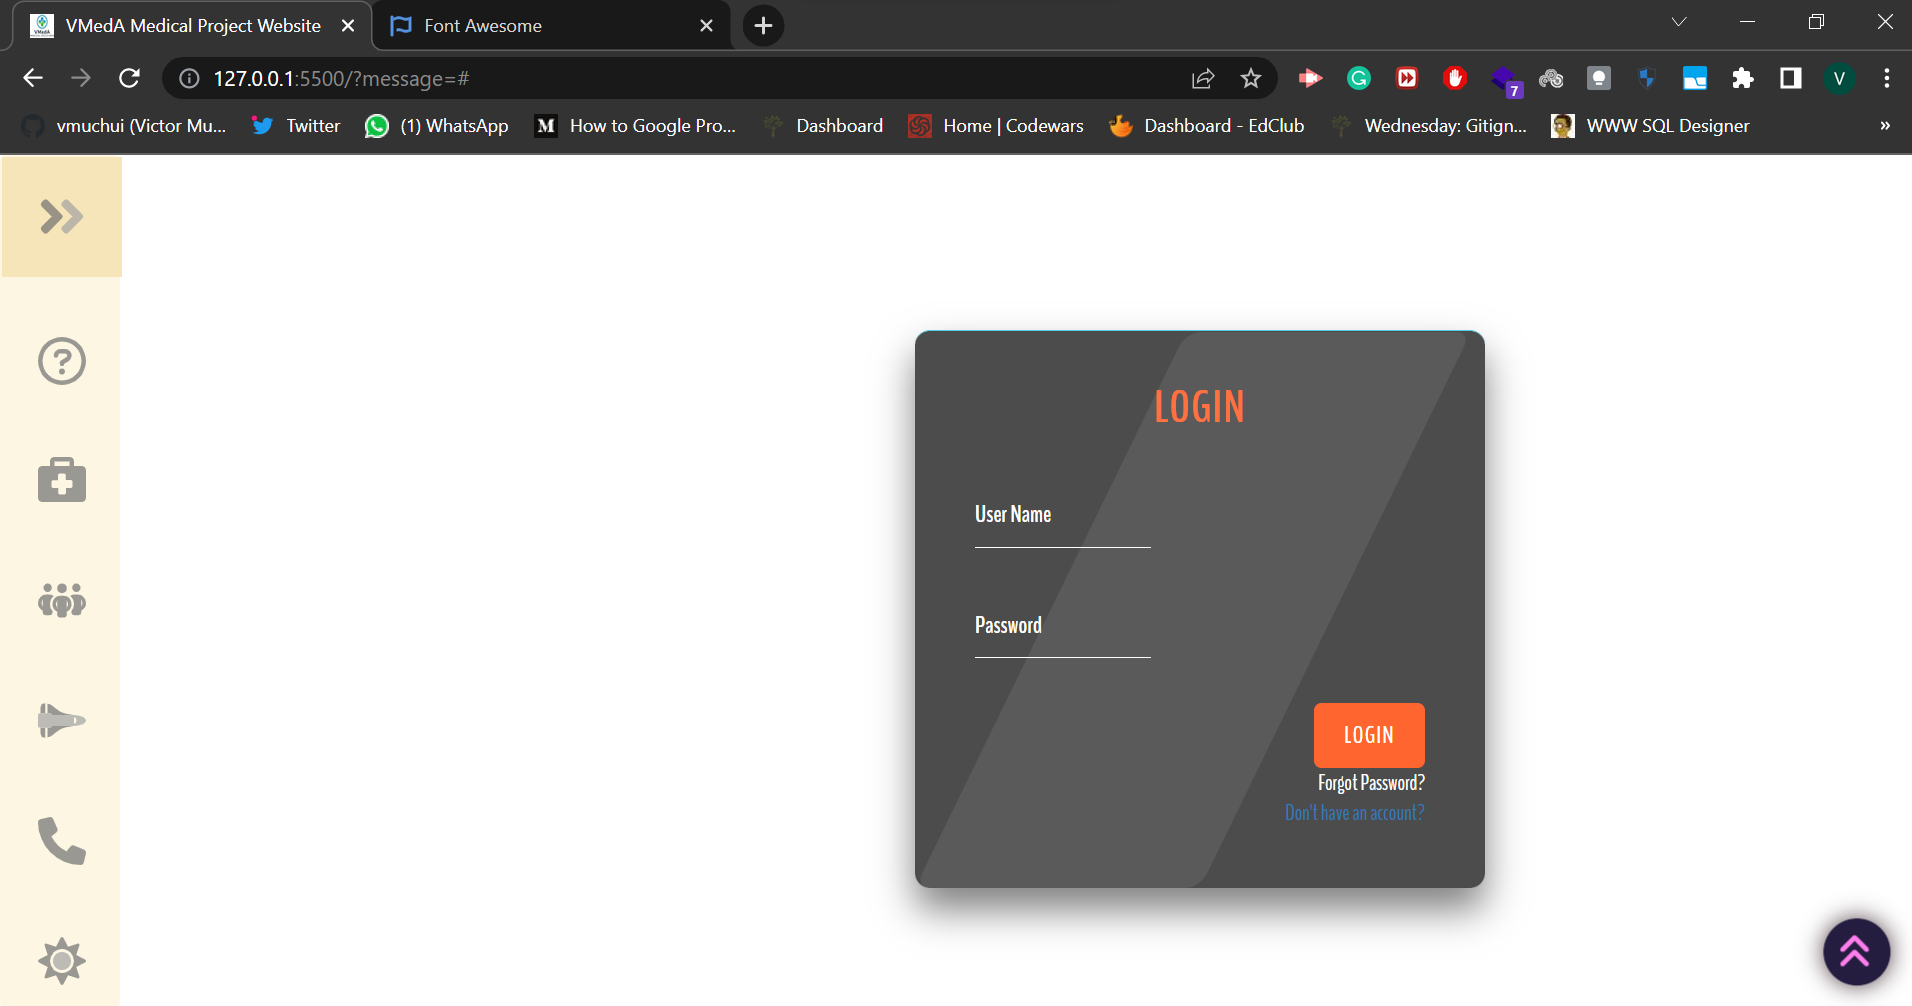 VMedA Medical Project Website
Font Awesome
127.0.0.1:5500/?message=#
7
V
vmuchui (Victor Mu...
Twitter
(1) WhatsApp
M
How to Google Pro...
Dashboard
Home | Codewars
Dashboard - EdClub
Wednesday: Gitign...
WWW SQL Designer
»
LOGIN
User Name
Password
LOGIN
Forgot Password?
Don't have an account?